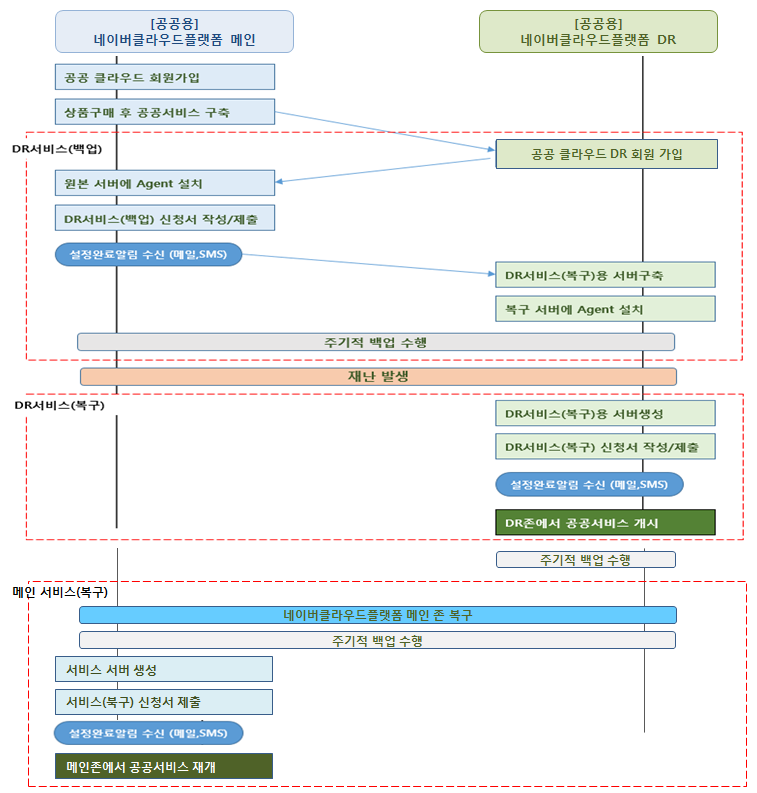 [공공용]
네이버클라우드플랫폼 메인
[공공용]
네이버클라우드플랫폼 DR
공공 클라우드 회원가입
상품구매 후 공공서비스 구축
DR서비스(백업)
공공 클라우드 DR 회원 가입
원본 서버에 Agent 설치
DR서비스(백업) 신청서 작성/제출
설정완료알림 수신 (메일,SMS)
DR서비스(복구)용 서버구축
복구 서버에 Agent 설치
주기적 백업 수행
재난 발생
DR서비스(복구)
DR서비스(복구)용 서버생성
DR서비스(복구) 신청서 작성/제출
설정완료알림 수신 (메일,SMS)
DR존에서 공공서비스 개시
주기적 백업 수행
메인 서비스(복구)
네이버클라우드플랫폼 메인 존 복구
주기적 백업 수행
서비스 서버 생성
서비스(북구) 신청서 제출
설정완료알림 수신 (메일,SMS)
메인존에서 공공서비스 재개